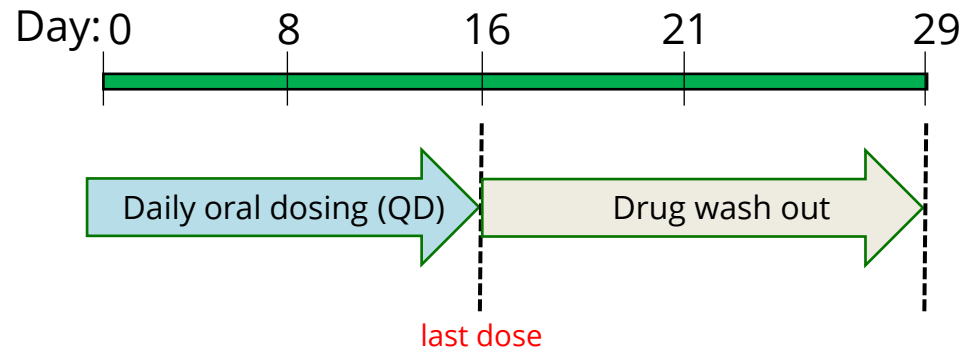 Day: 0 8 16 21 29
Daily oral dosing (QD) Drug wash out
last dose